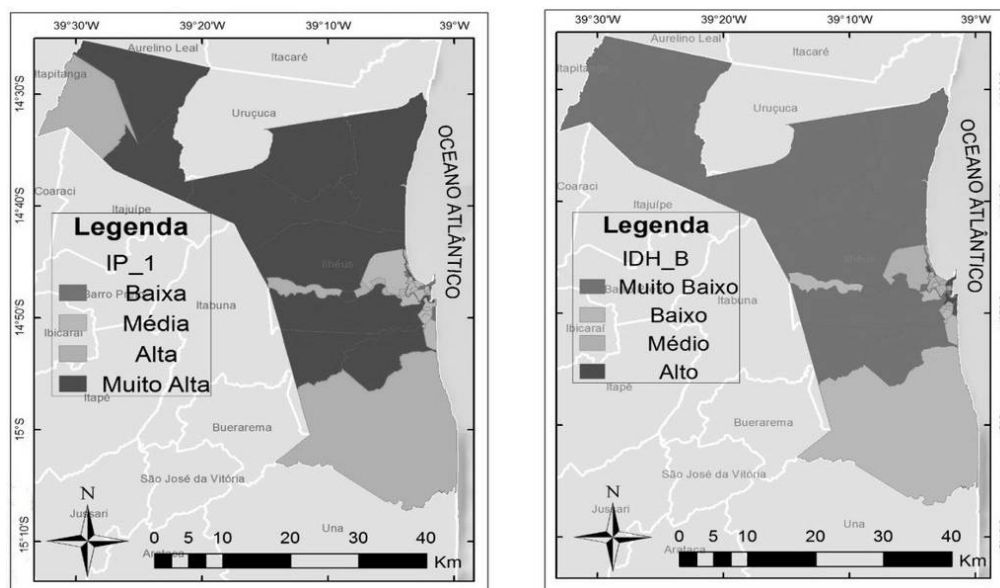 39°30'W 39°20'W 39°10'W 39°W
Aurelino Leal
Itacaré
Itapitanga
14°30'S
Uruçuca
OCEANO ATLÂNTICO
Coaraci
14°40'S
Itajuípe
Legenda
IP_1
Ilhéus
Baixa
Barro Pr
Itabuna
Média
14°50'S
Ibicaraí
Alta
Muito Alta
Itapé
15°S
Buerarema
São José da Vitória
N
Jussari
Una
15°10'S
Arataca
0 5 10 20 30 40
Km
39°30'W 39°20'W 39°10'W 39°W
Aurelino Leal
Itacaré
Itapitanga
Uruçuca
OCEANO ATLÂNTICO
Coaraci
Itajuípe
Legenda
IDH_B
Ilhéus
Muito Baixo
Itabuna
Baixo
Ibicaraí
Médio
Alto
Itapé
Buerarema
São José da Vitória
N
Jussari
Una
Arataca
0 5 10 20 30 40
Km